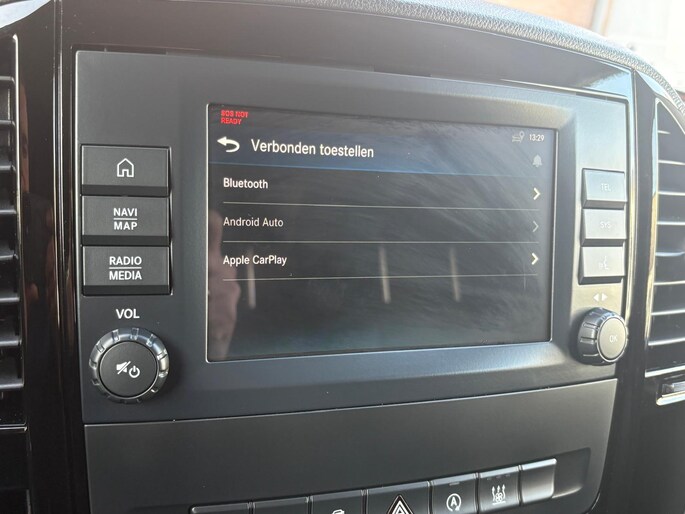 SOS NOT
READY
13:29
Verbonden toestellen
Bluetooth
Android Auto
Apple CarPlay
NAVI
MAP
RADIO
MEDIA
VOL
TEL
OK
A